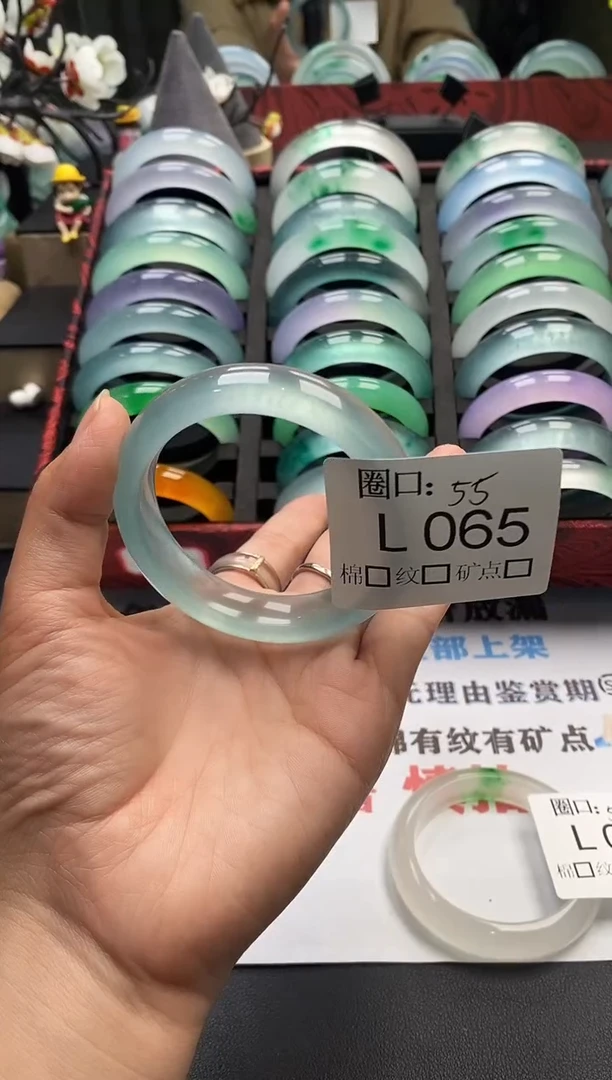 圈口: 55
L 065
棉□ 纹□ 矿点□
部上架
无理由鉴赏期
棉有纹有矿点
圈口:
L0
棉□纹